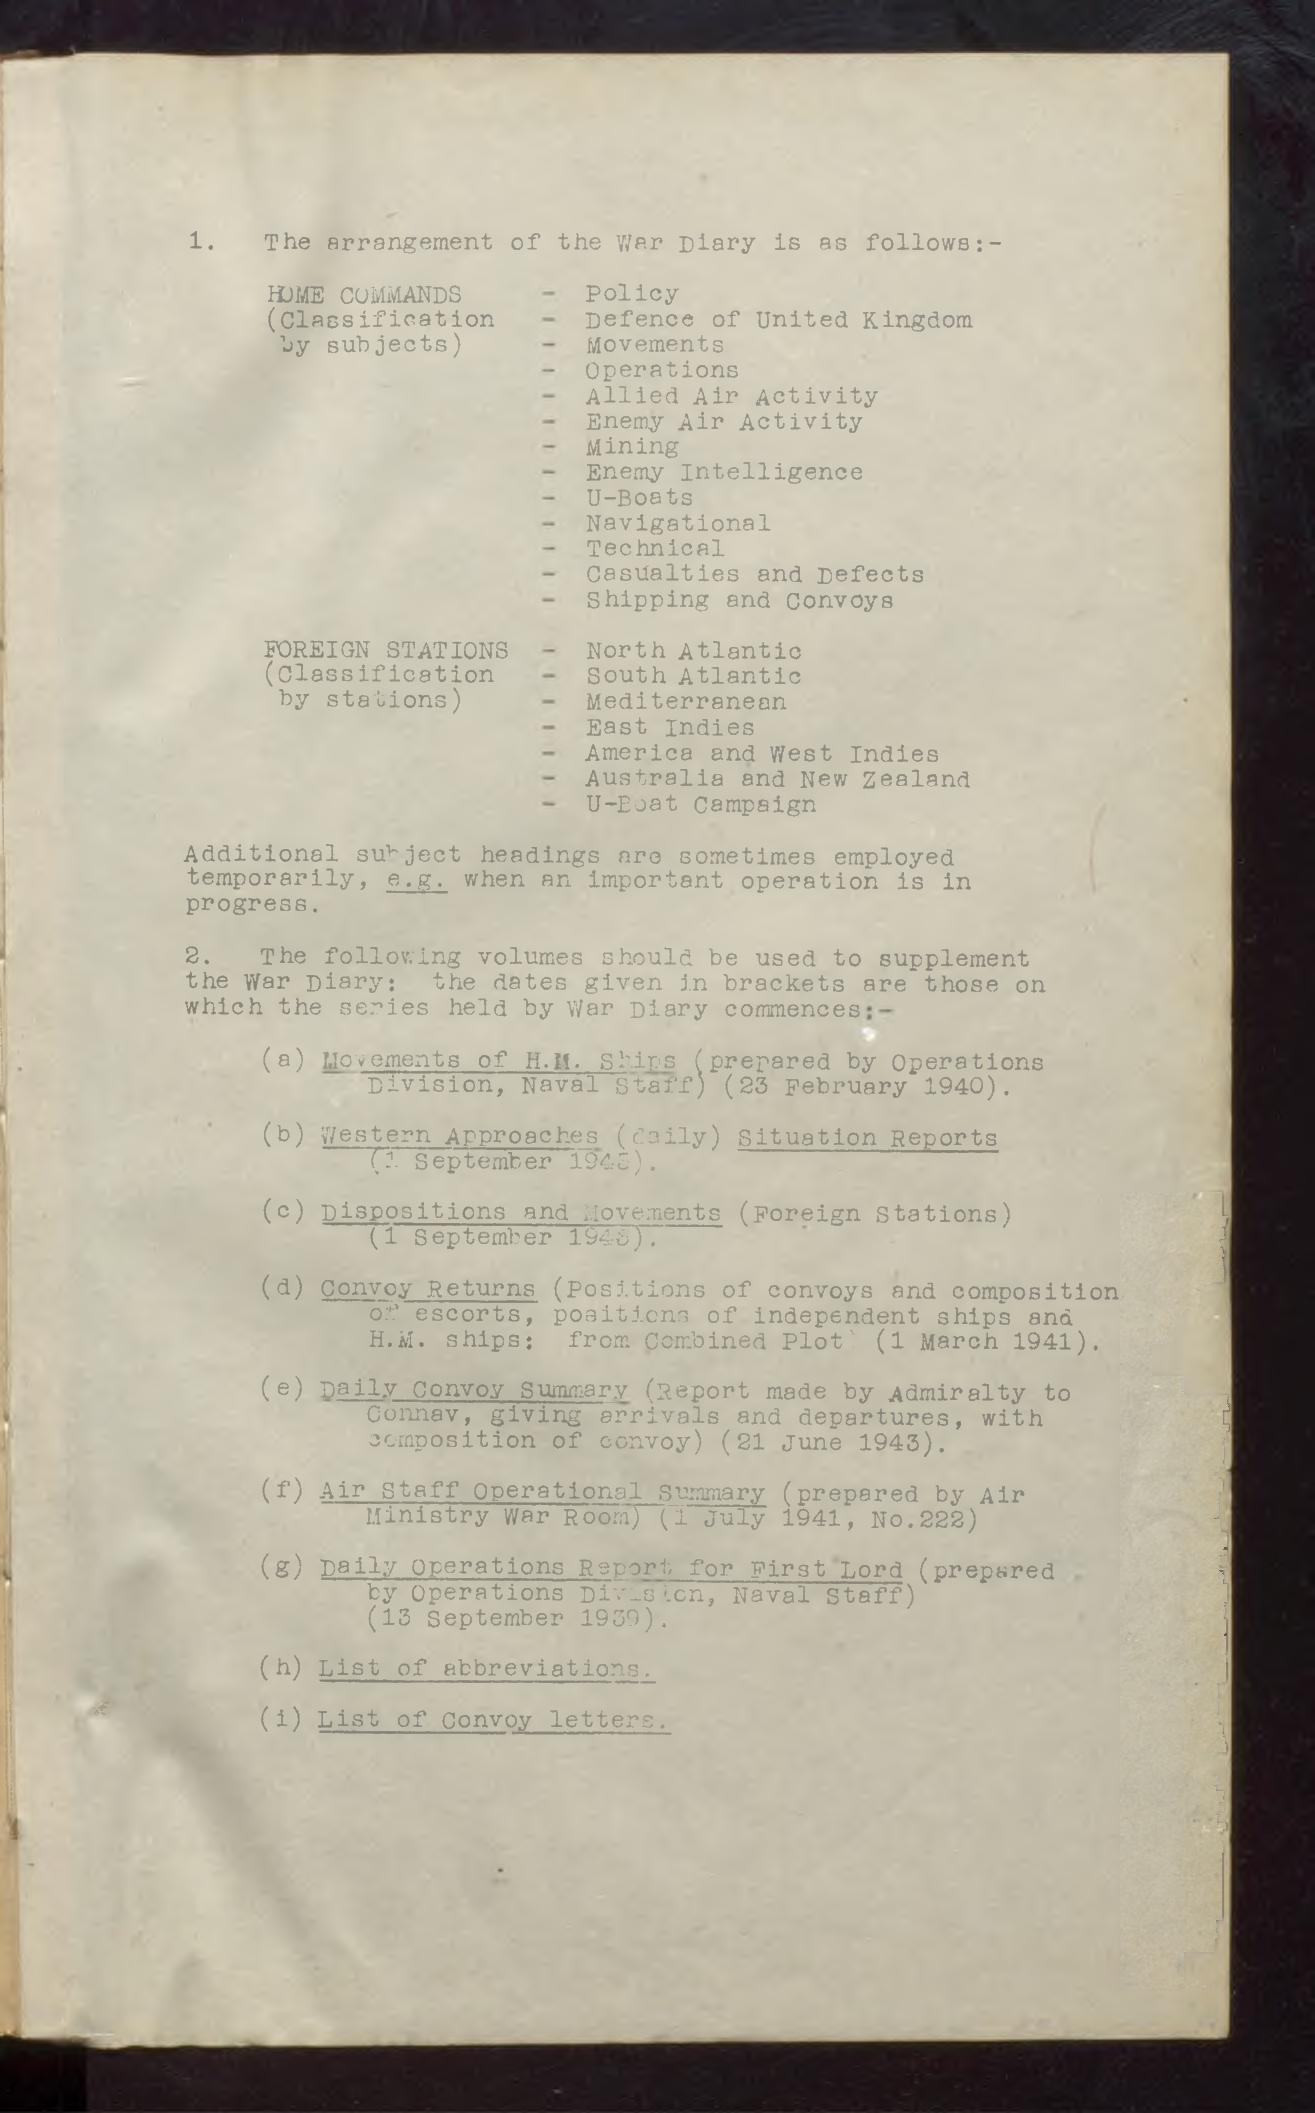 1. The arrangement of the War Diary is as follows:-
HOME COMMANDS - Policy
(Classification - Defence of United Kingdom
by subjects) - Movements
- Operations
- Allied Air Activity
- Enemy Air Activity
- Mining
- Enemy Intelligence
- U-Boats
- Navigational
- Technical
- Casualties and Defects
- Shipping and Convoys
FOREIGN STATIONS - North Atlantic
(Classification - South Atlantic
by stations) - Mediterranean
- East Indies
- America and West Indies
- Australia and New Zealand
- U-Boat Campaign
Additional subject headings are sometimes employed
temporarily, e.g. when an important operation is in
progress.
2. The following volumes should be used to supplement
the War Diary: the dates given in brackets are those on
which the series held by War Diary commences:-
(a) Movements of H.M. Ships (prepared by Operations
Division, Naval Staff) (23 February 1940).
(b) Western Approaches (daily) Situation Reports
(1 September
(c) Dispositions and Movements (Foreign Stations)
(1 September
(d) Convoy Returns (Positions of convoys and composition
of escorts, positions of independent ships and
H.M. ships: from Combined Plot) (1 March 1941).
(e) Daily Convoy Summary (Report made by Admiralty to
Connav, giving arrivals and departures, with
composition of convoy) (21 June 1943).
(f) Air Staff Operational Summary (prepared by Air
Ministry War Room) (1 July 1941, No.222)
(g) Daily Operations Report for First Lord (prepared
by Operations Division, Naval Staff)
(13 September 1939).
(h) List of abbreviations.
(i) List of Convoy letters.